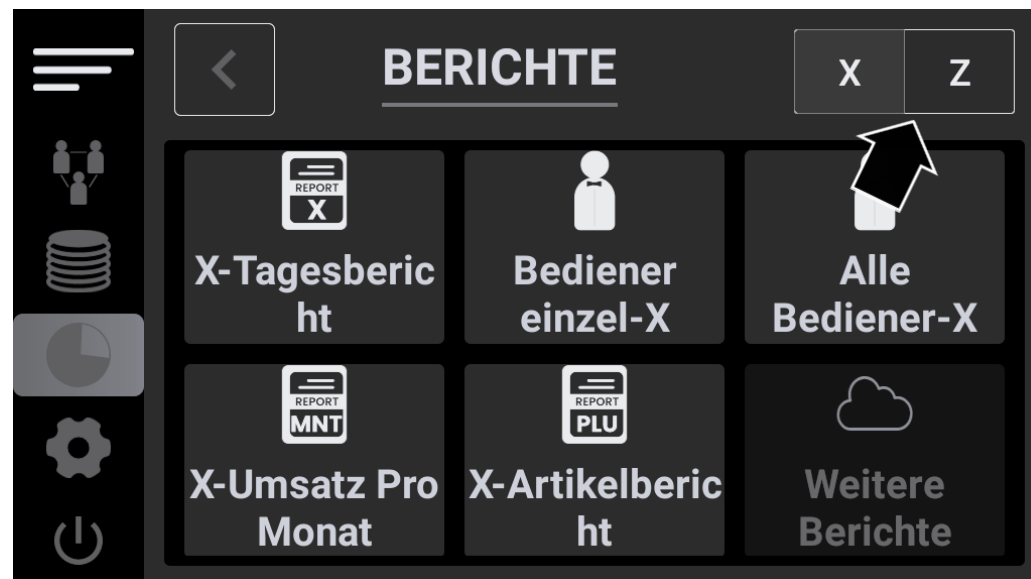 BERICHTE
X Z
REPORT
X
X-Tagesberic
ht
Bediener
einzel-X
Alle
Bediener-X
REPORT
MNT
X-Umsatz Pro
Monat
REPORT
PLU
X-Artikelberic
ht
Weitere
Berichte